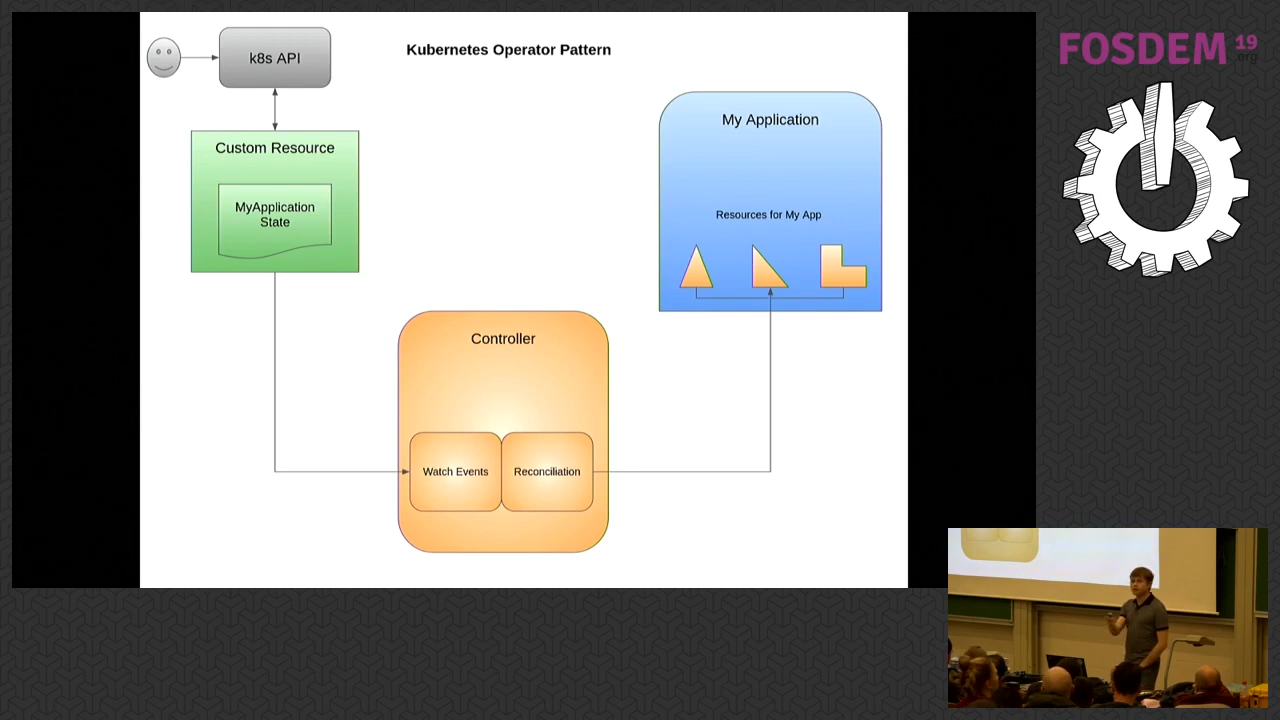 Kubernetes Operator Pattern
k8s API
Custom Resource
MyApplication
State
My Application
Resources for My App
Controller
Watch Events
Reconciliation
FOSDEM 19
.org